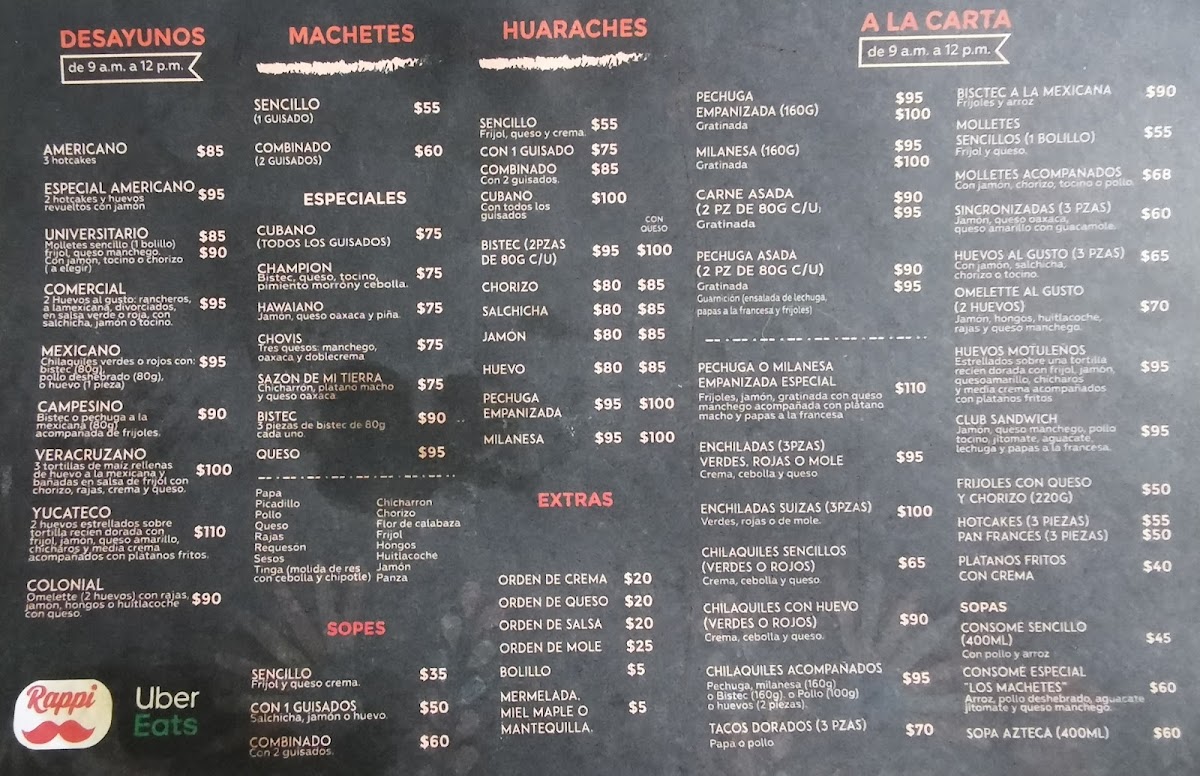 DESAYUNOS
de 9 a.m. a 12 p.m.
AMERICANO $85
3 hotcakes
ESPECIAL AMERICANO $95
2 hotcakes y huevos
revueltos con jamón
UNIVERSITARIO $85
Molletes sencillo (1 bolillo)
frijol, queso manchego. $90
Con jamón, tocino o chorizo
( a elegir)
COMERCIAL
2 Huevos al gusto: rancheros, $95
a lamexicana, divorciados,
en salsa verde o roja, con
salchicha, jamón o tocino.
MEXICANO
Chilaquiles verdes o rojos con: $95
bistec (80g),
pollo deshebrado (80g),
o huevo (1 pieza)
CAMPESINO $90
Bistec o pechuga a la
mexicana (80g)
acompañada de frijoles.
VERACRUZANO
3 tortillas de maíz rellenas $100
de huevo a la mexicana y
bañadas en salsa de frijol con
chorizo, rajas, crema y queso.
YUCATECO
2 huevos estrellados sobre
tortilla recien dorada con $110
frijol, jamón, queso amarillo,
chicharos y media crema
acompañados con platanos fritos.
COLONIAL
Omelette (2 huevos) con rajas, $90
jamón, hongos o huitlacoche
con queso.
Rappi
Uber
Eats
MACHETES
SENCILLO $55
(1 GUISADO)
COMBINADO $60
(2 GUISADOS)
ESPECIALES
CUBANO $75
(TODOS LOS GUISADOS)
CHAMPION $75
Bistec, queso, tocino,
pimiento morrón y cebolla.
HAWAIANO $75
Jamón, queso oaxaca y piña.
CHOVIS $75
Tres quesos: manchego,
oaxaca y doblecrema
SAZÓN DE MI TIERRA $75
Chicharrón, platano macho
y queso oaxaca.
BISTEC $90
3 piezas de bistec de 80g
cada uno.
QUESO $95
Papa
Picadillo
Pollo
Queso
Rajas
Requesón
Sesos
Tinga (molida de res
con cebolla y chipotle)
Chicharron
Chorizo
Flor de calabaza
Frijol
Hongos
Huitlacoche
Jamón
Panza
SOPES
SENCILLO $35
Frijol y queso crema.
CON 1 GUISADOS $50
Salchicha, jamón o huevo.
COMBINADO $60
Con 2 guisados.
HUARACHES
SENCILLO $55
Frijol, queso y crema.
CON 1 GUISADO $75
COMBINADO $85
Con 2 guisados.
CUBANO $100
Con todos los
guisados
CON
QUESO
BISTEC (2PZAS $95 $100
DE 80G C/U)
CHORIZO $80 $85
SALCHICHA $80 $85
JAMÓN $80 $85
HUEVO $80 $85
PECHUGA $95 $100
EMPANIZADA
MILANESA $95 $100
EXTRAS
ORDEN DE CREMA $20
ORDEN DE QUESO $20
ORDEN DE SALSA $20
ORDEN DE MOLE $25
BOLILLO $5
MERMELADA,
MIEL MAPLE O $5
MANTEQUILLA.
A LA CARTA
de 9 a.m. a 12 p.m.
PECHUGA $95
EMPANIZADA (160G) $100
Gratinada
MILANESA (160G) $95
Gratinada $100
CARNE ASADA $90
(2 PZ DE 80G C/U) $95
Gratinada
PECHUGA ASADA
(2 PZ DE 80G C/U) $90
Gratinada $95
Guarnición (ensalada de lechuga,
papas a la francesa y frijoles)
PECHUGA O MILANESA
EMPANIZADA ESPECIAL $110
Frijoles, jamón, gratinada con queso
manchego acompañada con platano
macho y papas a la francesa
ENCHILADAS (3PZAS)
VERDES, ROJAS O MOLE $95
Crema, cebolla y queso
ENCHILADAS SUIZAS (3PZAS) $100
Verdes, rojas o de mole.
CHILAQUILES SENCILLOS
(VERDES O ROJOS) $65
Crema, cebolla y queso.
CHILAQUILES CON HUEVO
(VERDES O ROJOS) $90
Crema, cebolla y queso.
CHILAQUILES ACOMPAÑADOS $95
Pechuga, milanesa (160g)
o Bistec (160g), o Pollo (100g)
o huevos (2 piezas).
TACOS DORADOS (3 PZAS) $70
Papa o pollo
BISCTEC A LA MEXICANA $90
Frijoles y arroz
MOLLETES
SENCILLOS (1 BOLILLO) $55
Frijol y queso.
MOLLETES ACOMPAÑADOS $68
Con jamón, chorizo, tocino o pollo.
SINCRONIZADAS (3 PZAS) $60
Jamón, queso oaxaca,
queso amarillo con guacamole.
HUEVOS AL GUSTO (3 PZAS) $65
Con jamón, salchicha,
chorizo o tocino.
OMELETTE AL GUSTO
(2 HUEVOS) $70
Jamón, hongos, huitlacoche,
rajas y queso manchego.
HUEVOS MOTULEÑOS
Estrellados sobre una tortilla $95
recien dorada con frijol, jamón,
quesoamarillo, chicharos
y media crema acompañados
con platanos fritos
CLUB SANDWICH
Jamón, queso manchego, pollo $95
tocino, jitomate, aguacate,
lechuga y papas a la francesa.
FRIJOLES CON QUESO $50
Y CHORIZO (220G)
HOTCAKES (3 PIEZAS) $55
PAN FRANCES (3 PIEZAS) $50
PLATANOS FRITOS $40
CON CREMA
SOPAS
CONSOMÉ SENCILLO $45
(400ML)
Con pollo y arroz
CONSOMÉ ESPECIAL
"LOS MACHETES" $60
Arroz, pollo deshebrado, aguacate
jitomate y queso manchego.
SOPA AZTECA (400ML) $60